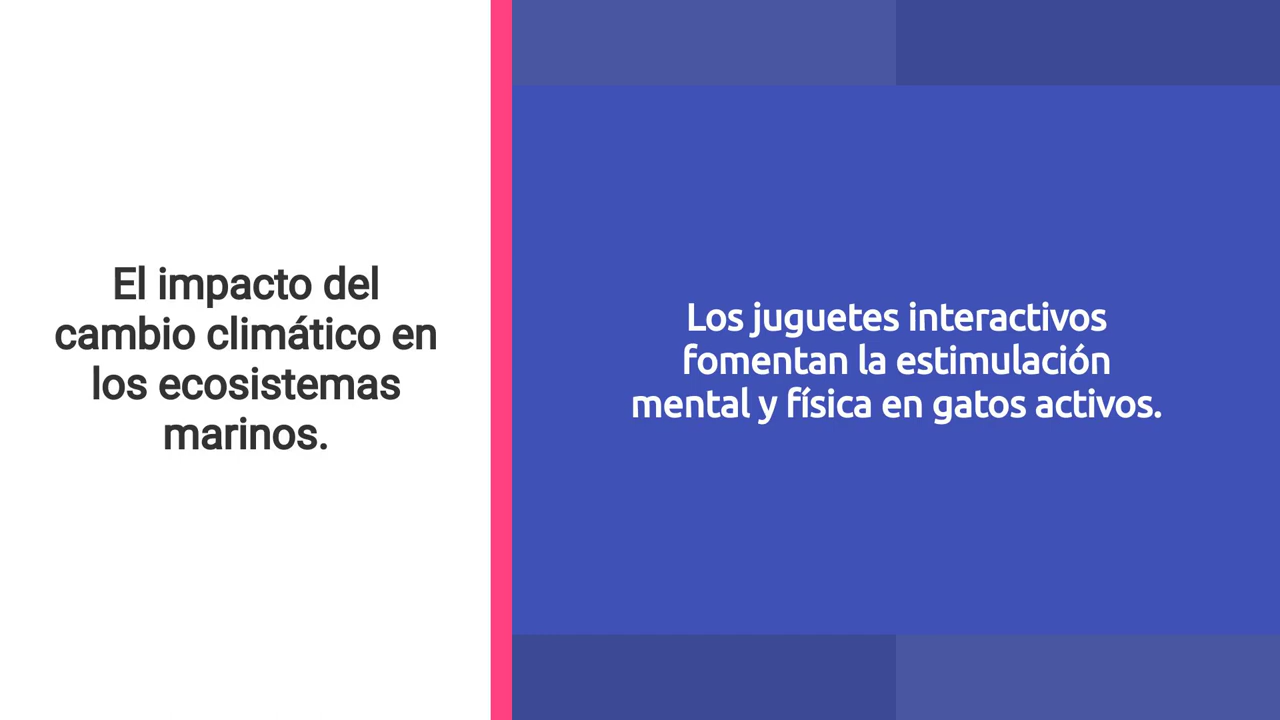 El impacto del
cambio climático en
los ecosistemas
marinos.
Los juguetes interactivos
fomentan la estimulación
mental y física en gatos activos.